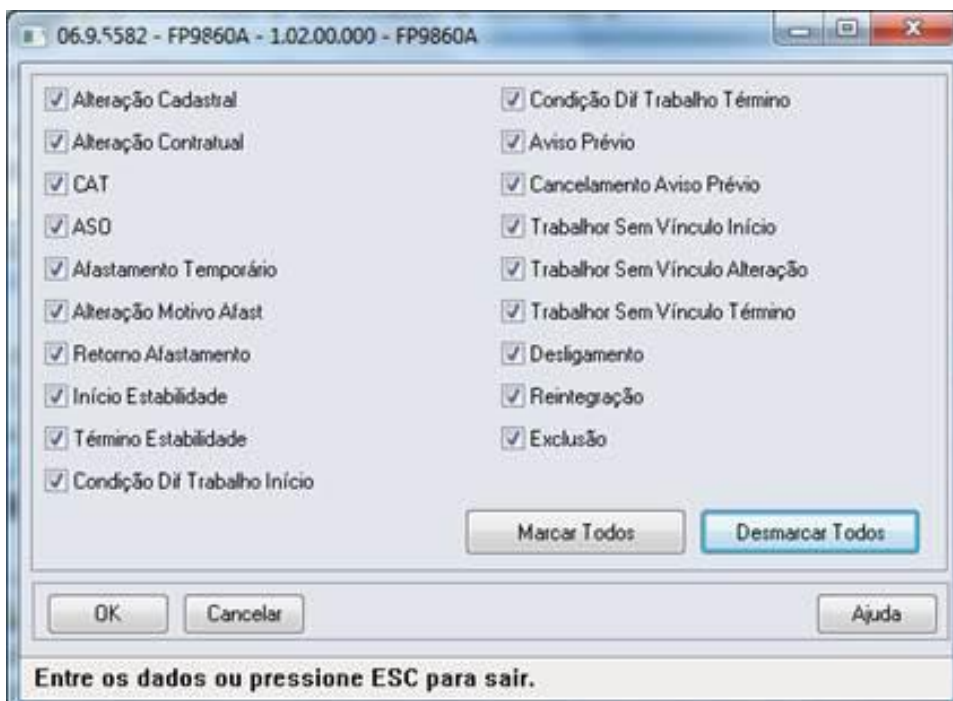 06.9.5582 - FP9860A - 1.02.00.000 - FP9860A
Alteração Cadastral
Alteração Contratual
CAT
ASO
Afastamento Temporário
Alteração Motivo Afast
Retorno Afastamento
Início Estabilidade
Término Estabilidade
Condição Dif Trabalho Início
Condição Dif Trabalho Término
Aviso Prévio
Cancelamento Aviso Prévio
Trabalhor Sem Vínculo Início
Trabalhor Sem Vínculo Alteração
Trabalhor Sem Vínculo Término
Desligamento
Reintegração
Exclusão
Marcar Todos
Desmarcar Todos
OK
Cancelar
Ajuda
Entre os dados ou pressione ESC para sair.